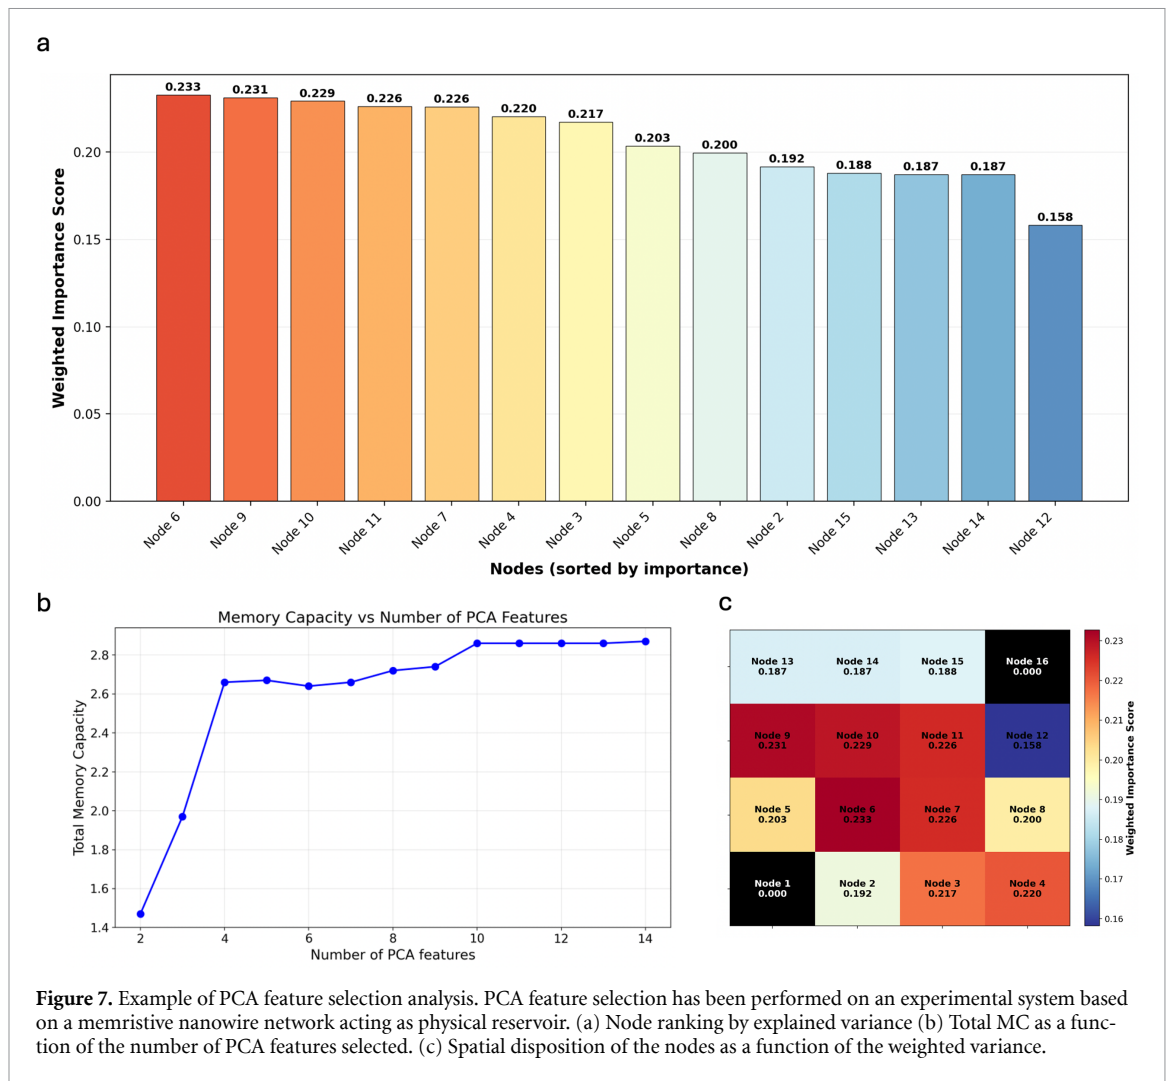 a
0.233
0.231
0.229
0.226
0.226
0.220
0.217
0.203
0.200
0.192
0.188
0.187
0.187
0.158
Weighted Importance Score
0.20
0.15
0.10
0.05
0.00
Node 6
Node 9
Node 10
Node 11
Node 7
Node 4
Node 3
Node 5
Node 8
Node 2
Node 15
Node 13
Node 14
Node 12
Nodes (sorted by importance)
b
Memory Capacity vs Number of PCA Features
Total Memory Capacity
2.8
2.6
2.4
2.2
2.0
1.8
1.6
1.4
2
4
6
8
10
12
14
Number of PCA features
c
Node 13
0.187
Node 14
0.187
Node 15
0.188
Node 16
0.000
Node 9
0.231
Node 10
0.229
Node 11
0.226
Node 12
0.158
Node 5
0.203
Node 6
0.233
Node 7
0.226
Node 8
0.200
Node 1
0.000
Node 2
0.192
Node 3
0.217
Node 4
0.220
0.23
0.22
0.21
0.20
0.19
0.18
0.17
0.16
Weighted Importance Score
Figure 7. Example of PCA feature selection analysis. PCA feature selection has been performed on an experimental system based
on a memristive nanowire network acting as physical reservoir. (a) Node ranking by explained variance (b) Total MC as a func-
tion of the number of PCA features selected. (c) Spatial disposition of the nodes as a function of the weighted variance.